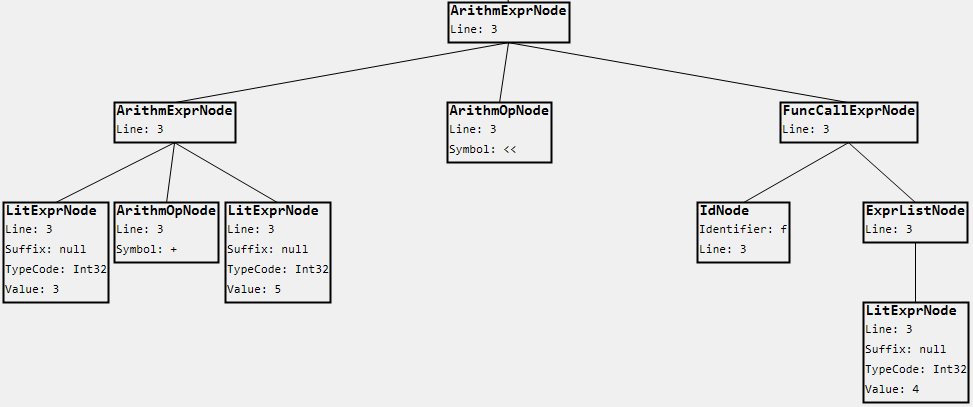 ArithmExprNode
Line: 3
ArithmExprNode
Line: 3
ArithmOpNode
Line: 3
Symbol: <<
FuncCallExprNode
Line: 3
LitExprNode
Line: 3
Suffix: null
TypeCode: Int32
Value: 3
ArithmOpNode
Line: 3
Symbol: +
LitExprNode
Line: 3
Suffix: null
TypeCode: Int32
Value: 5
IdNode
Identifier: f
Line: 3
ExprListNode
Line: 3
LitExprNode
Line: 3
Suffix: null
TypeCode: Int32
Value: 4